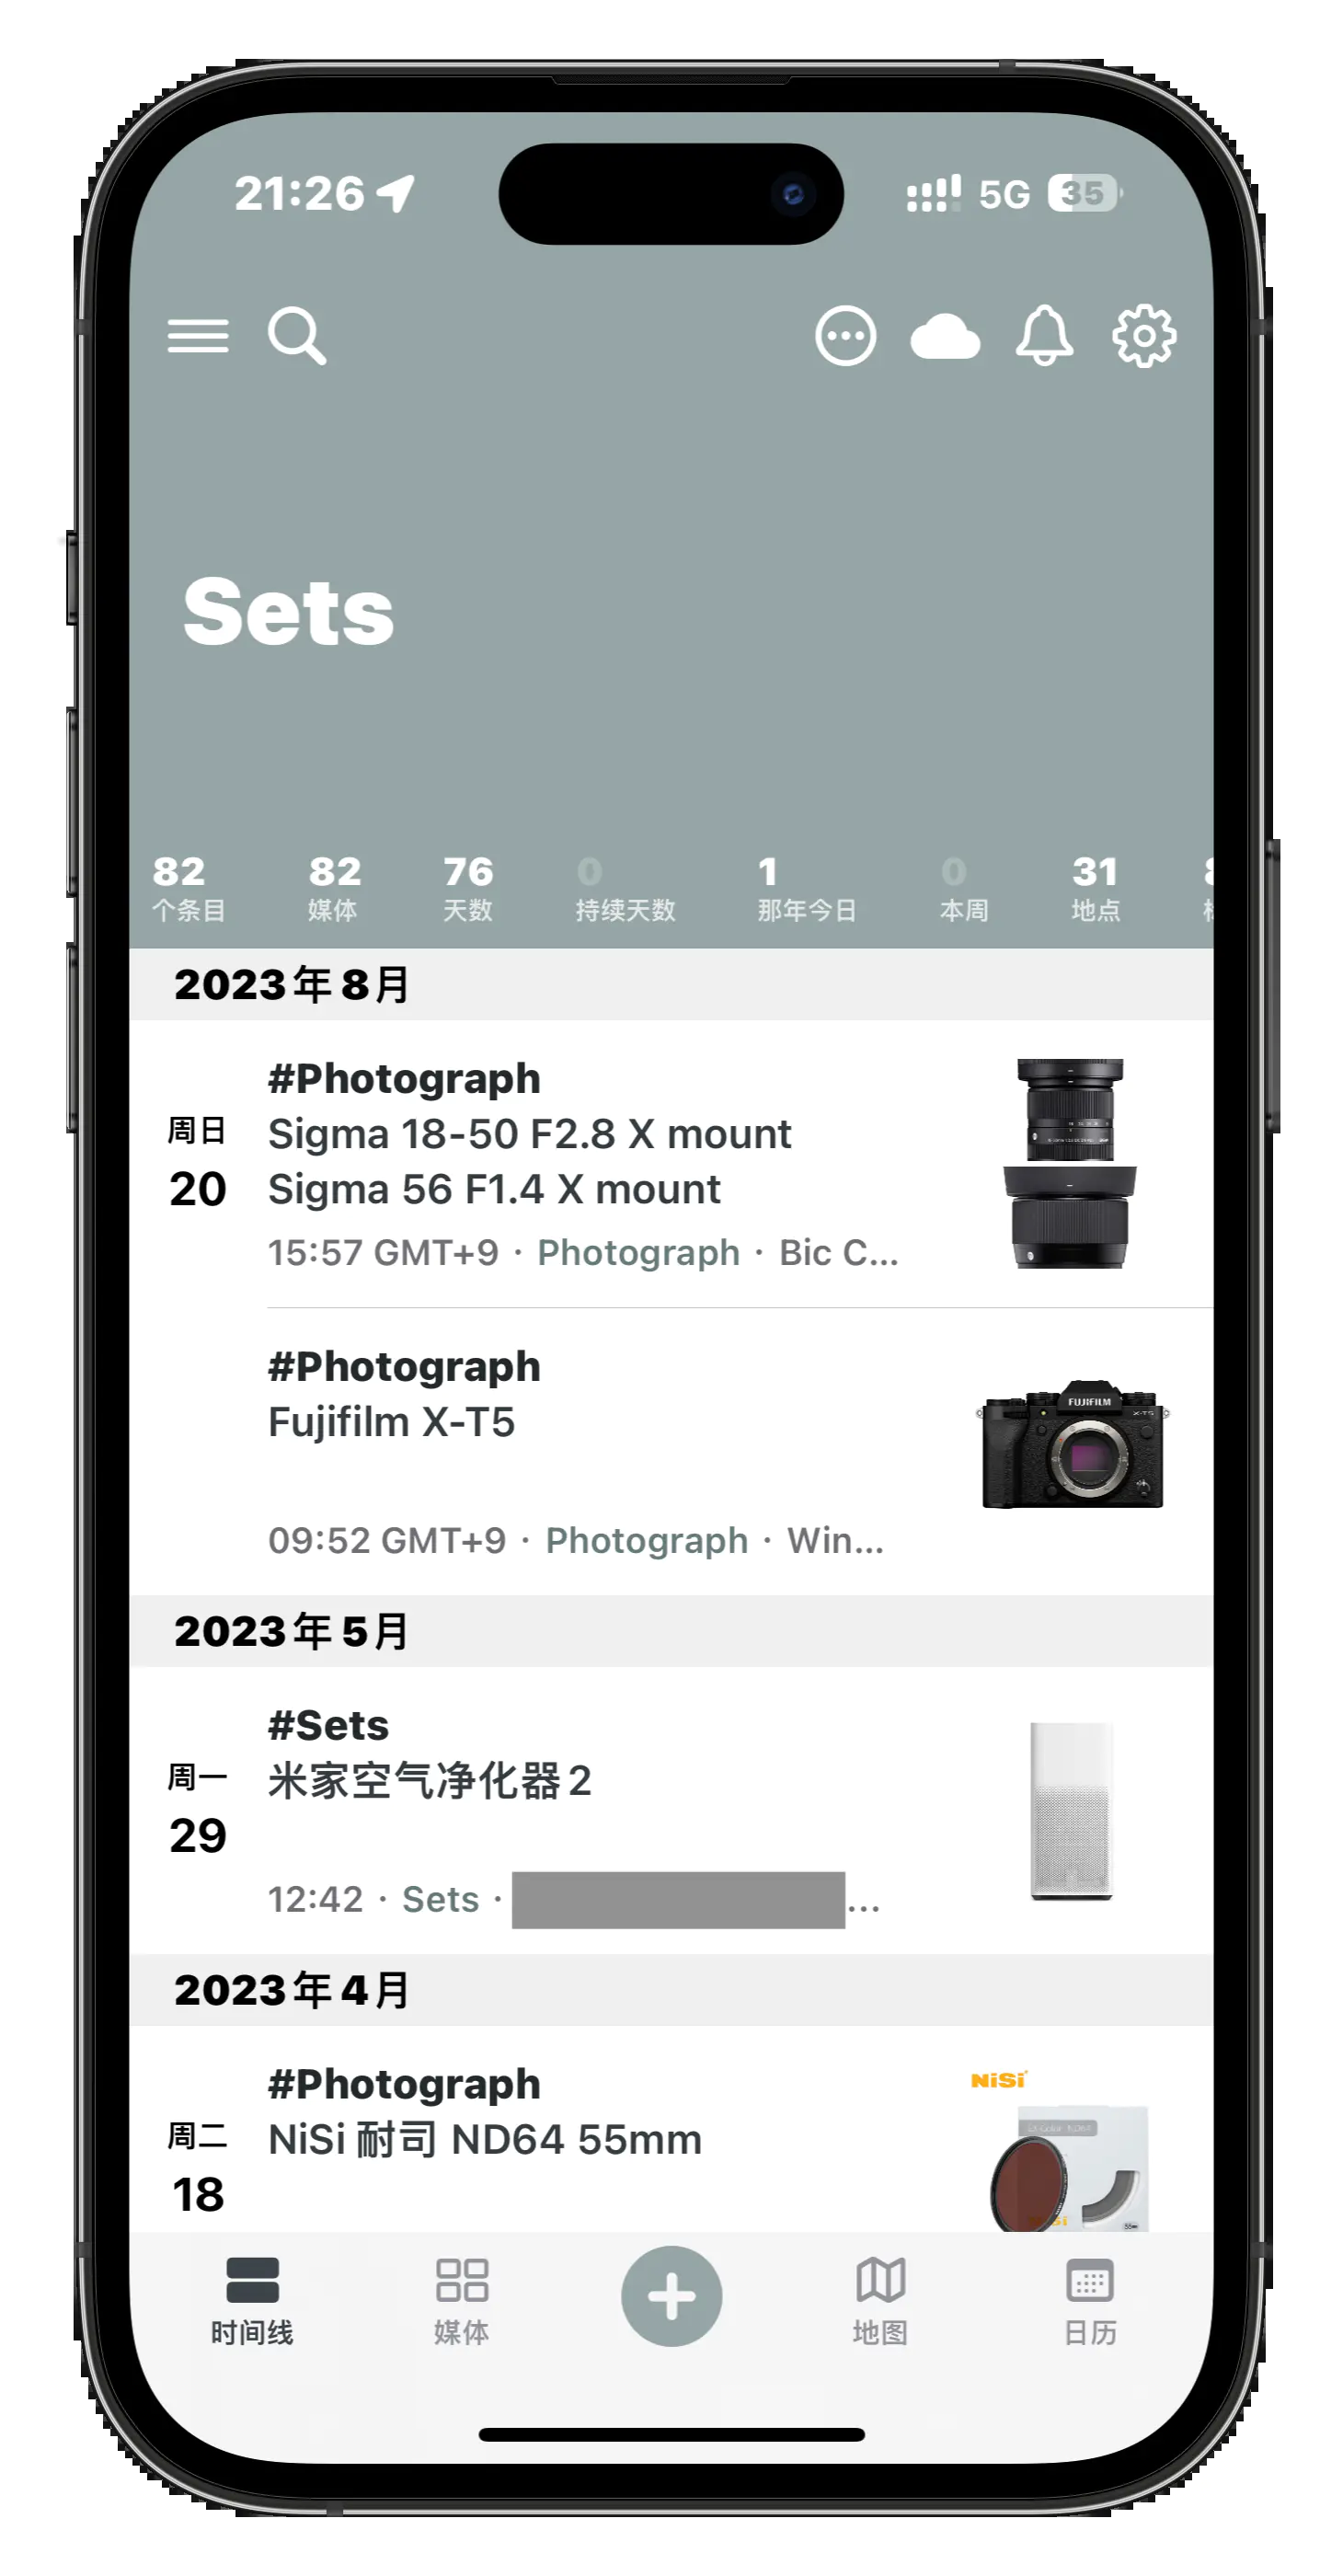 21:26
5G 35
Sets
82 82 76 0 1 0 31
个条目 媒体 天数 持续天数 那年今日 本周 地点
2023年8月
周日
20
#Photograph
Sigma 18-50 F2.8 X mount
Sigma 56 F1.4 X mount
15:57 GMT+9 · Photograph · Bic C...
#Photograph
Fujifilm X-T5
09:52 GMT+9 · Photograph · Win...
FUJIFILM
X-T5
2023年5月
周一
29
#Sets
米家空气净化器2
12:42 · Sets · ...
2023年4月
周二
18
#Photograph
NiSi 耐司 ND64 55mm
NiSi
时间线 媒体 地图 日历